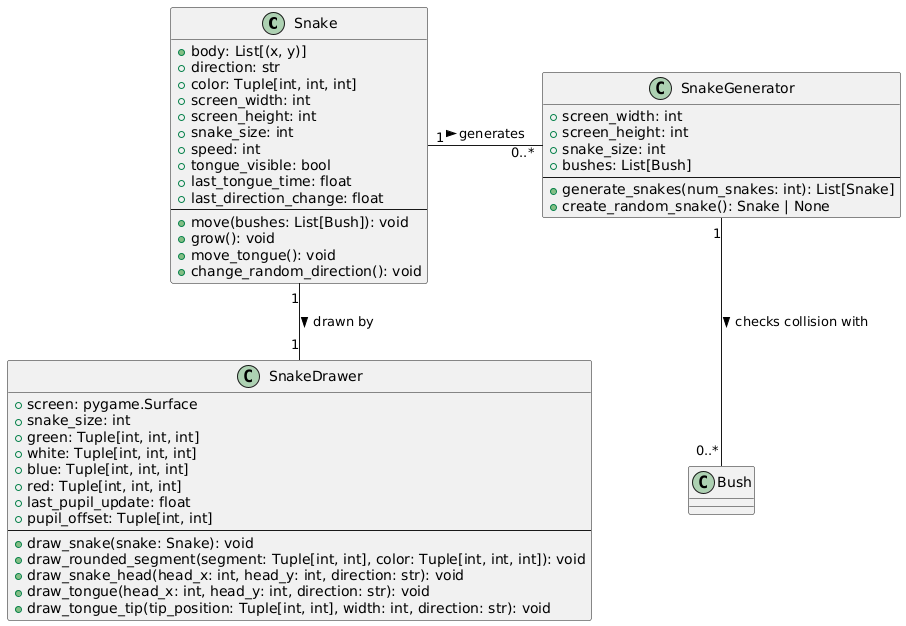 C Snake
body: List[(x, y)]
direction: str
color: Tuple[int, int, int]
screen_width: int
screen_height: int
snake_size: int
speed: int
tongue_visible: bool
last_tongue_time: float
last_direction_change: float
move(bushes: List[Bush]): void
grow(): void
move_tongue(): void
change_random_direction(): void
1 generates
0..*
C SnakeGenerator
screen_width: int
screen_height: int
snake_size: int
bushes: List[Bush]
generate_snakes(num_snakes: int): List[Snake]
create_random_snake(): Snake | None
1
drawn by
1
C SnakeDrawer
screen: pygame.Surface
snake_size: int
green: Tuple[int, int, int]
white: Tuple[int, int, int]
blue: Tuple[int, int, int]
red: Tuple[int, int, int]
last_pupil_update: float
pupil_offset: Tuple[int, int]
draw_snake(snake: Snake): void
draw_rounded_segment(segment: Tuple[int, int], color: Tuple[int, int, int]): void
draw_snake_head(head_x: int, head_y: int, direction: str): void
draw_tongue(head_x: int, head_y: int, direction: str): void
draw_tongue_tip(tip_position: Tuple[int, int], width: int, direction: str): void
1
checks collision with
0..*
C Bush